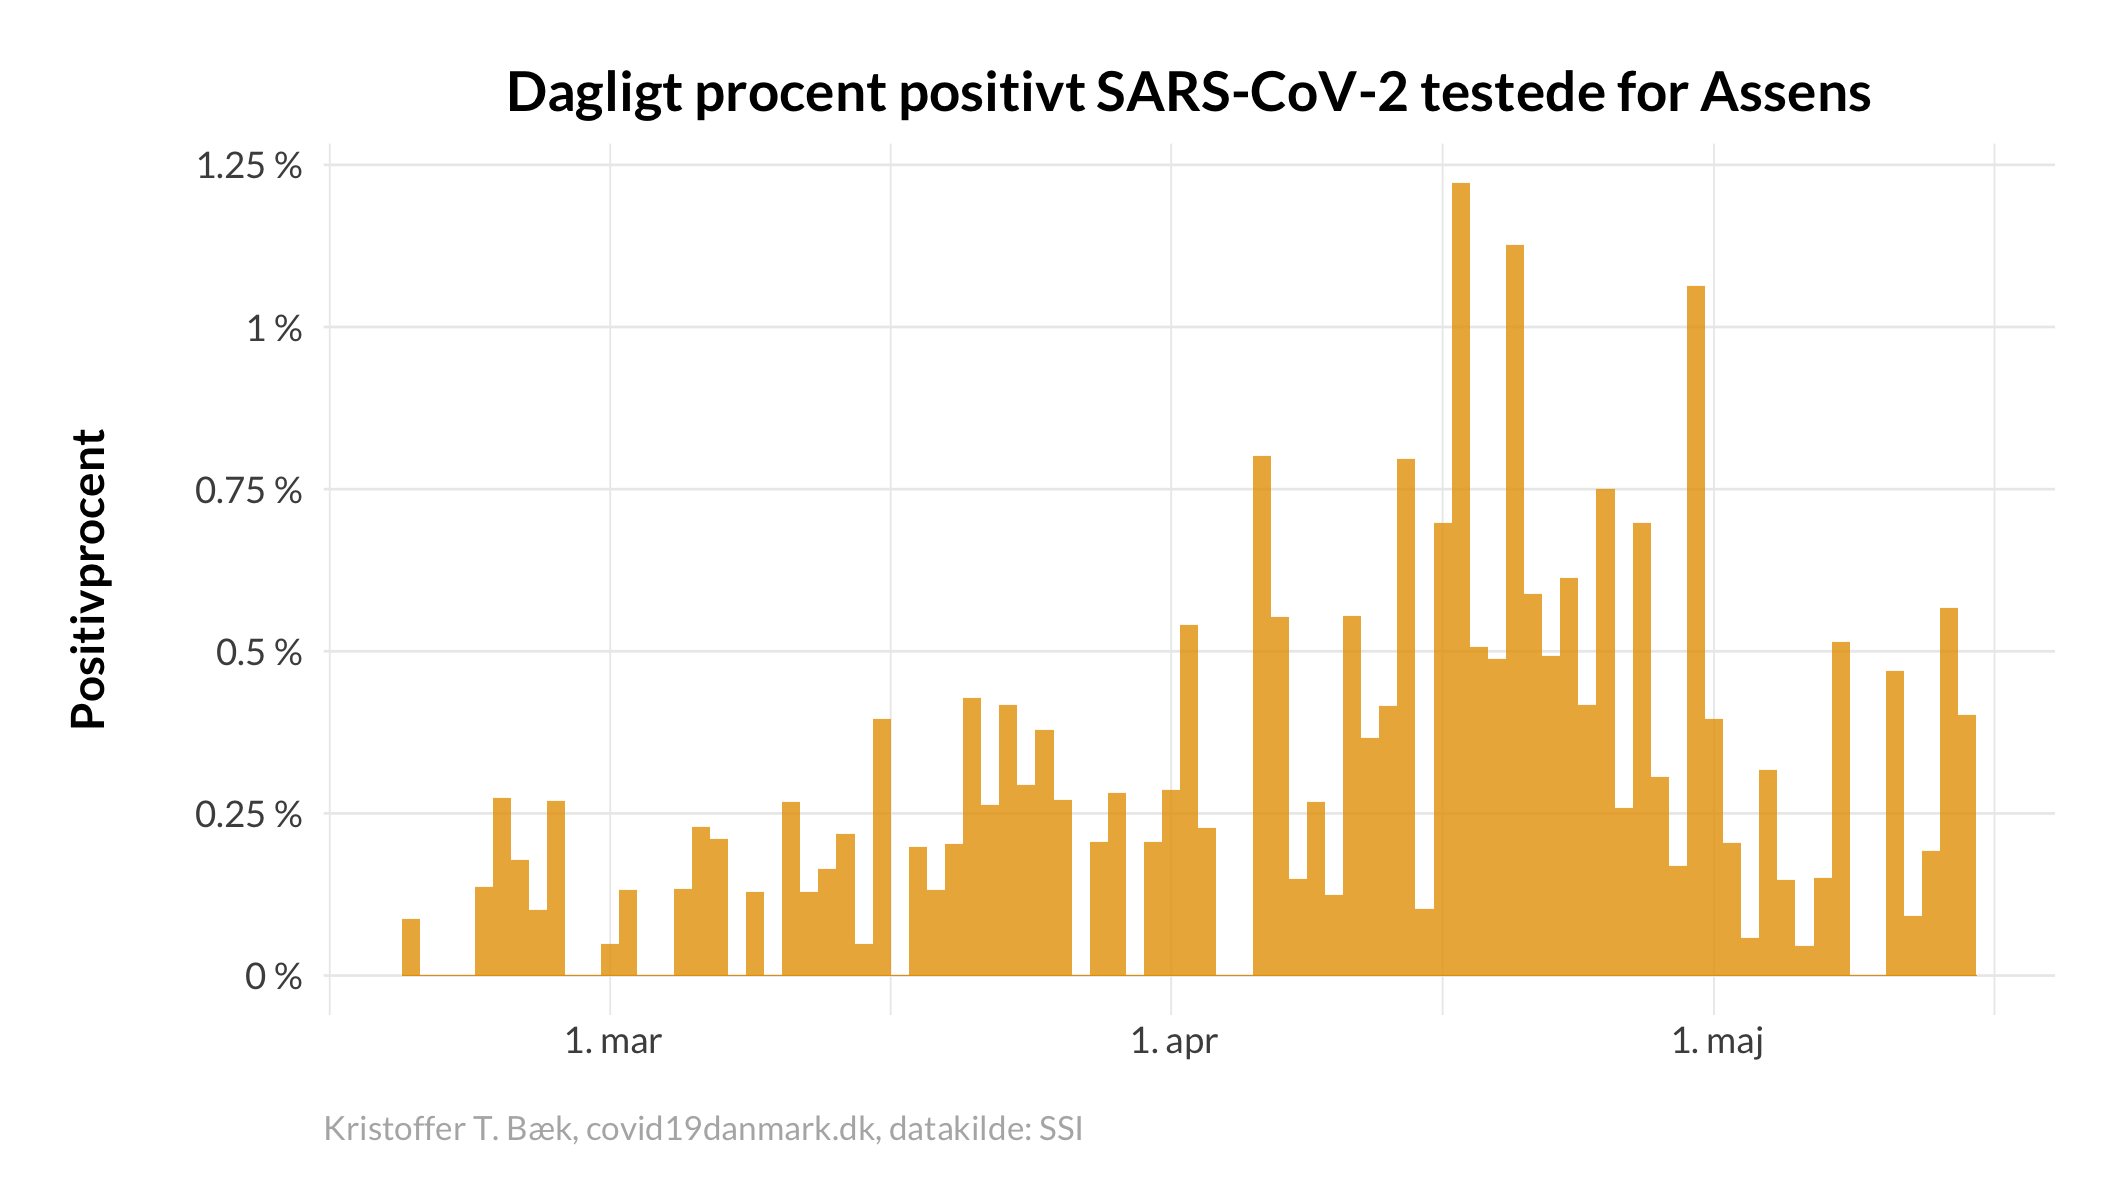 Dagligt procent positivt SARS-CoV-2 testede for Assens
Positivprocent
1.25 %
1 %
0.75 %
0.5 %
0.25 %
0 %
1. mar
1. apr
1. maj
Kristoffer T. Bæk, covid19danmark.dk, datakilde: SSI